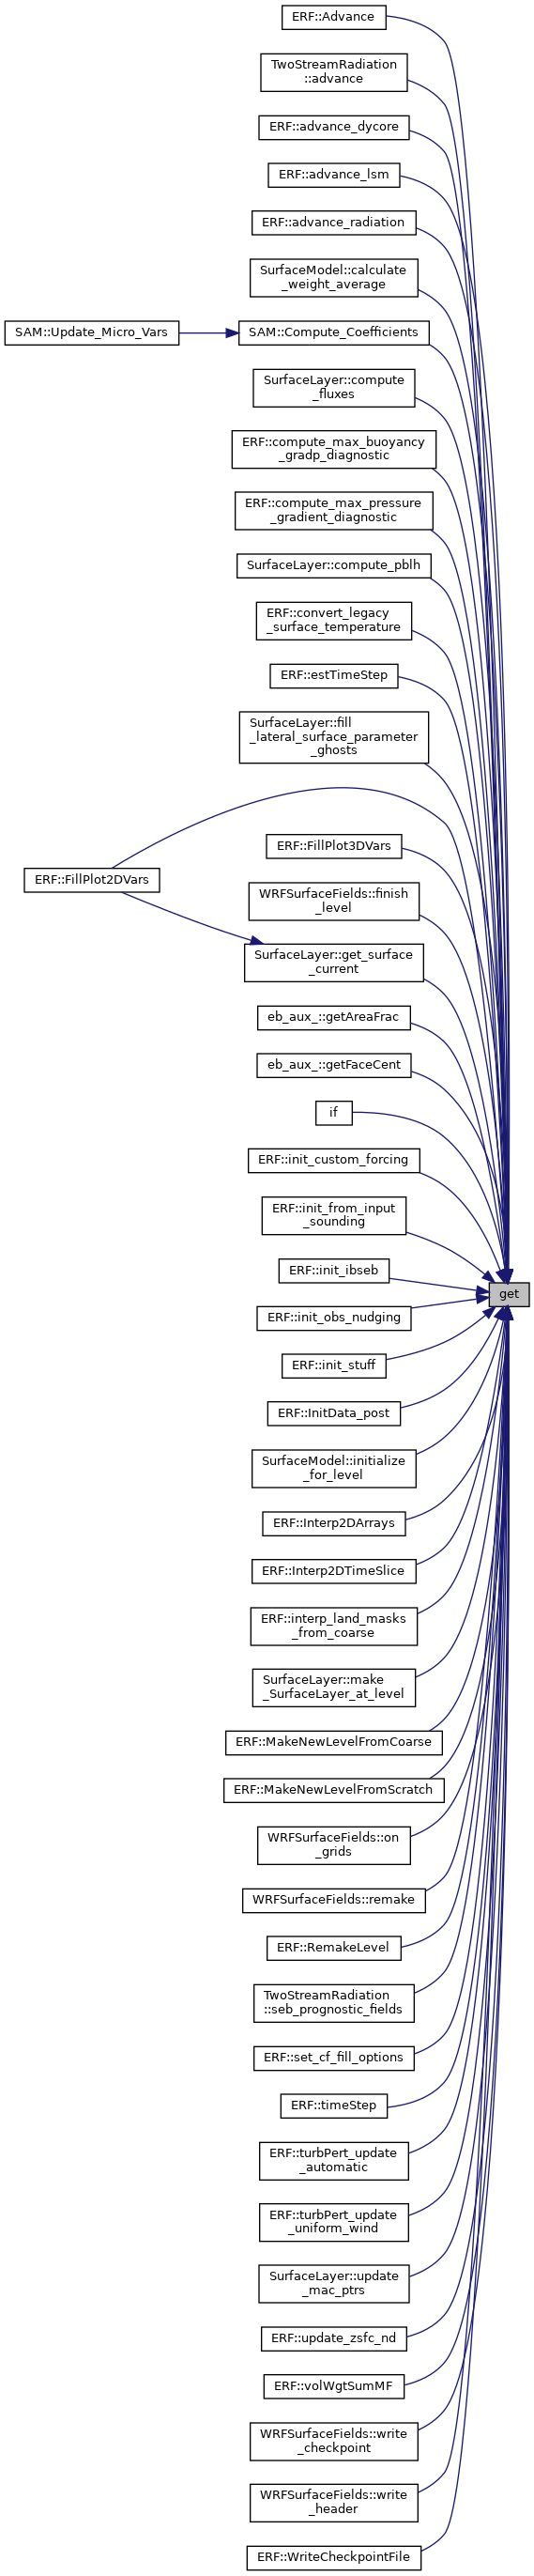 ERF::Advance
TwoStreamRadiation
::advance
ERF::advance_dycore
ERF::advance_lsm
ERF::advance_radiation
SurfaceModel::calculate
_weight_average
SAM::Update_Micro_Vars
SAM::Compute_Coefficients
SurfaceLayer::compute
_fluxes
ERF::compute_max_buoyancy
_gradp_diagnostic
ERF::compute_max_pressure
_gradient_diagnostic
SurfaceLayer::compute_pblh
ERF::convert_legacy
_surface_temperature
ERF::estTimeStep
SurfaceLayer::fill
_lateral_surface_parameter
_ghosts
ERF::FillPlot3DVars
ERF::FillPlot2DVars
WRFSurfaceFields::finish
_level
SurfaceLayer::get_surface
_current
eb_aux_::getAreaFrac
eb_aux_::getFaceCent
if
ERF::init_custom_forcing
ERF::init_from_input
_sounding
ERF::init_ibseb
get
ERF::init_obs_nudging
ERF::init_stuff
ERF::InitData_post
SurfaceModel::initialize
_for_level
ERF::Interp2DArrays
ERF::Interp2DTimeSlice
ERF::interp_land_masks
_from_coarse
SurfaceLayer::make
_SurfaceLayer_at_level
ERF::MakeNewLevelFromCoarse
ERF::MakeNewLevelFromScratch
WRFSurfaceFields::on
_grids
WRFSurfaceFields::remake
ERF::RemakeLevel
TwoStreamRadiation
::seb_prognostic_fields
ERF::set_cf_fill_options
ERF::timeStep
ERF::turbPert_update
_automatic
ERF::turbPert_update
_uniform_wind
SurfaceLayer::update
_mac_ptrs
ERF::update_zsfc_nd
ERF::volWgtSumMF
WRFSurfaceFields::write
_checkpoint
WRFSurfaceFields::write
_header
ERF::WriteCheckpointFile